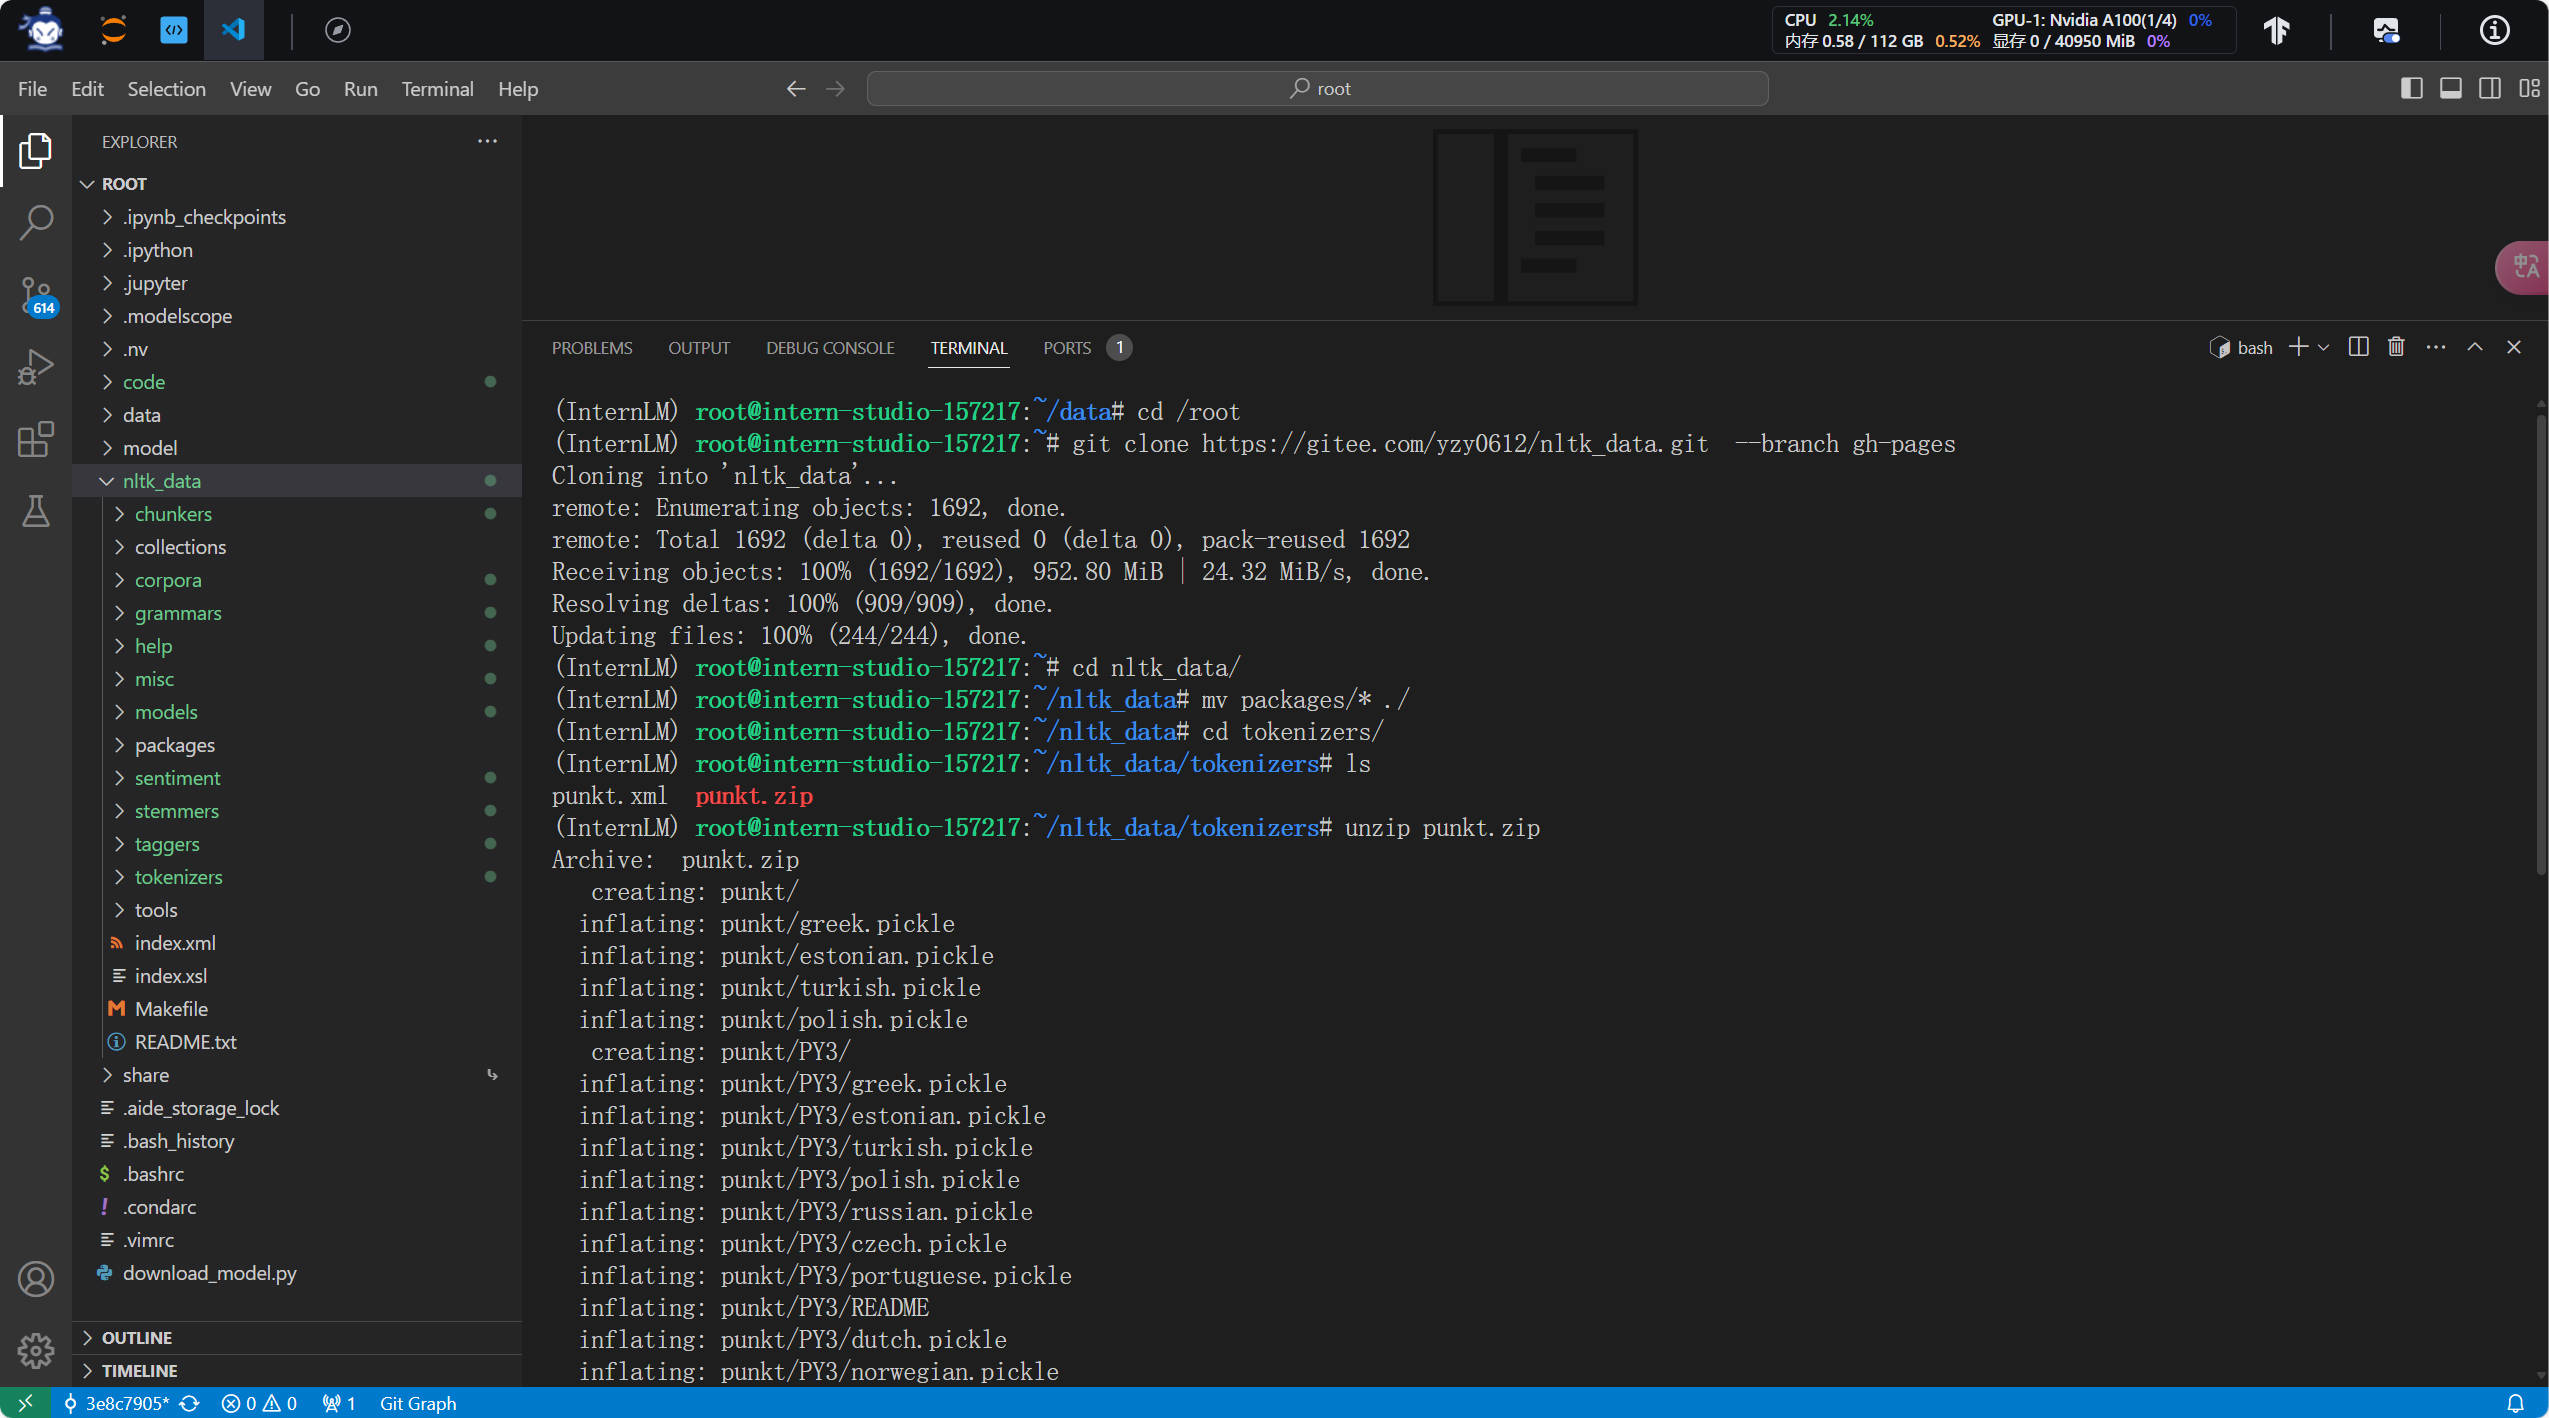 CPU 2.14%
GPU-1: Nvidia A100(1/4) 0%
内存 0.58 / 112 GB 0.52%
显存 0 / 40950 MiB 0%
File Edit Selection View Go Run Terminal Help
root
EXPLORER
ROOT
.ipynb_checkpoints
.ipython
.jupyter
.modelscope
.nv
code
data
model
nltk_data
chunkers
collections
corpora
grammars
help
misc
models
packages
sentiment
stemmers
taggers
tokenizers
tools
index.xml
index.xsl
Makefile
README.txt
share
.aide_storage_lock
.bash_history
.bashrc
.condarc
.vimrc
download_model.py
OUTLINE
TIMELINE
614
中A
PROBLEMS OUTPUT DEBUG CONSOLE TERMINAL PORTS 1
bash
(InternLM) root@intern-studio-157217:~/data# cd /root
(InternLM) root@intern-studio-157217:~# git clone https://gitee.com/yzy0612/nltk_data.git  --branch gh-pages
Cloning into 'nltk_data'...
remote: Enumerating objects: 1692, done.
remote: Total 1692 (delta 0), reused 0 (delta 0), pack-reused 1692
Receiving objects: 100% (1692/1692), 952.80 MiB | 24.32 MiB/s, done.
Resolving deltas: 100% (909/909), done.
Updating files: 100% (244/244), done.
(InternLM) root@intern-studio-157217:~# cd nltk_data/
(InternLM) root@intern-studio-157217:~/nltk_data# mv packages/* ./
(InternLM) root@intern-studio-157217:~/nltk_data# cd tokenizers/
(InternLM) root@intern-studio-157217:~/nltk_data/tokenizers# ls
punkt.xml  punkt.zip
(InternLM) root@intern-studio-157217:~/nltk_data/tokenizers# unzip punkt.zip
Archive:  punkt.zip
creating: punkt/
inflating: punkt/greek.pickle
inflating: punkt/estonian.pickle
inflating: punkt/turkish.pickle
inflating: punkt/polish.pickle
creating: punkt/PY3/
inflating: punkt/PY3/greek.pickle
inflating: punkt/PY3/estonian.pickle
inflating: punkt/PY3/turkish.pickle
inflating: punkt/PY3/polish.pickle
inflating: punkt/PY3/russian.pickle
inflating: punkt/PY3/czech.pickle
inflating: punkt/PY3/portuguese.pickle
inflating: punkt/PY3/README
inflating: punkt/PY3/dutch.pickle
inflating: punkt/PY3/norwegian.pickle
3e8c7905* 0 0 1 Git Graph